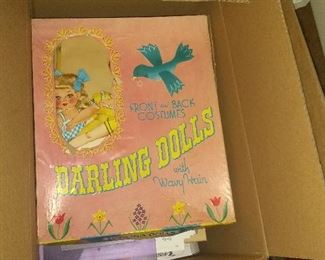 FRONT and BACK
COSTUMES
DARLING DOLLS
with
Wavy Hair